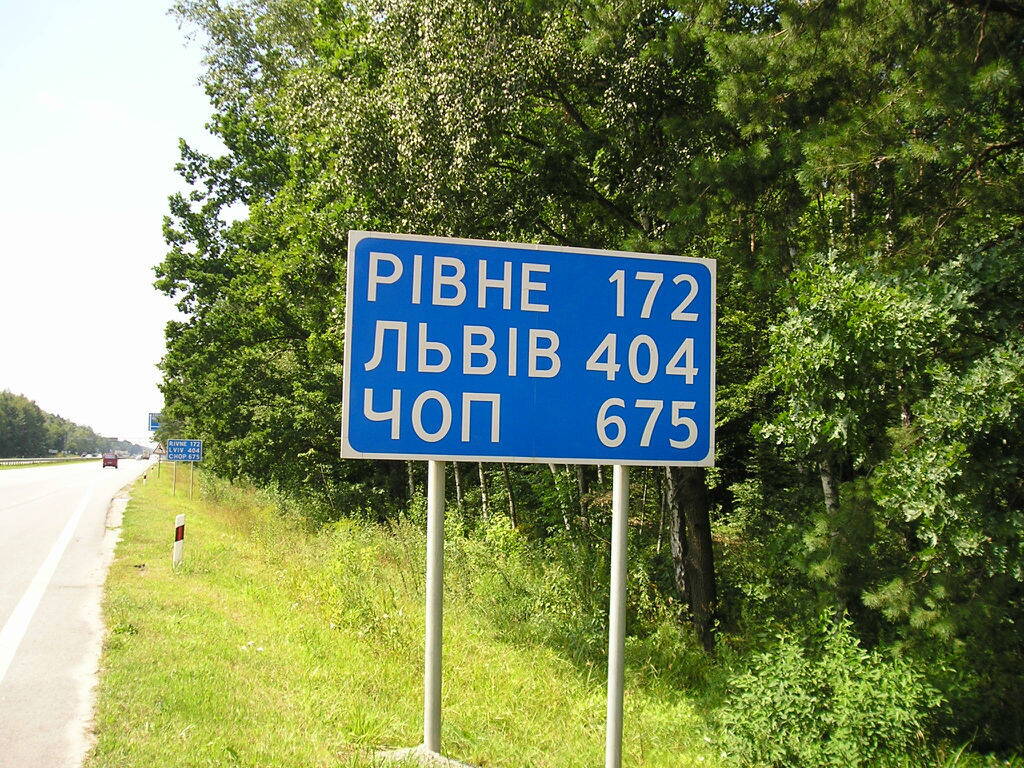 РІВНЕ 172
ЛЬВІВ 404
ЧОП 675
RIVNE 172
LVIV 404
CHOP 675